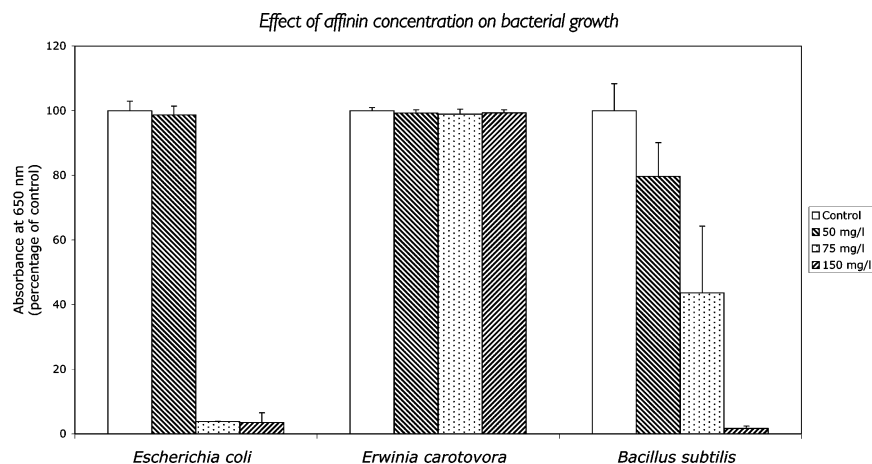 Effect of affinin concentration on bacterial growth
Absorbance at 650 nm
(percentage of control)
120
100
80
60
40
20
0
Escherichia coli
Erwinia carotovora
Bacillus subtilis
Control
50 mg/l
75 mg/l
150 mg/l